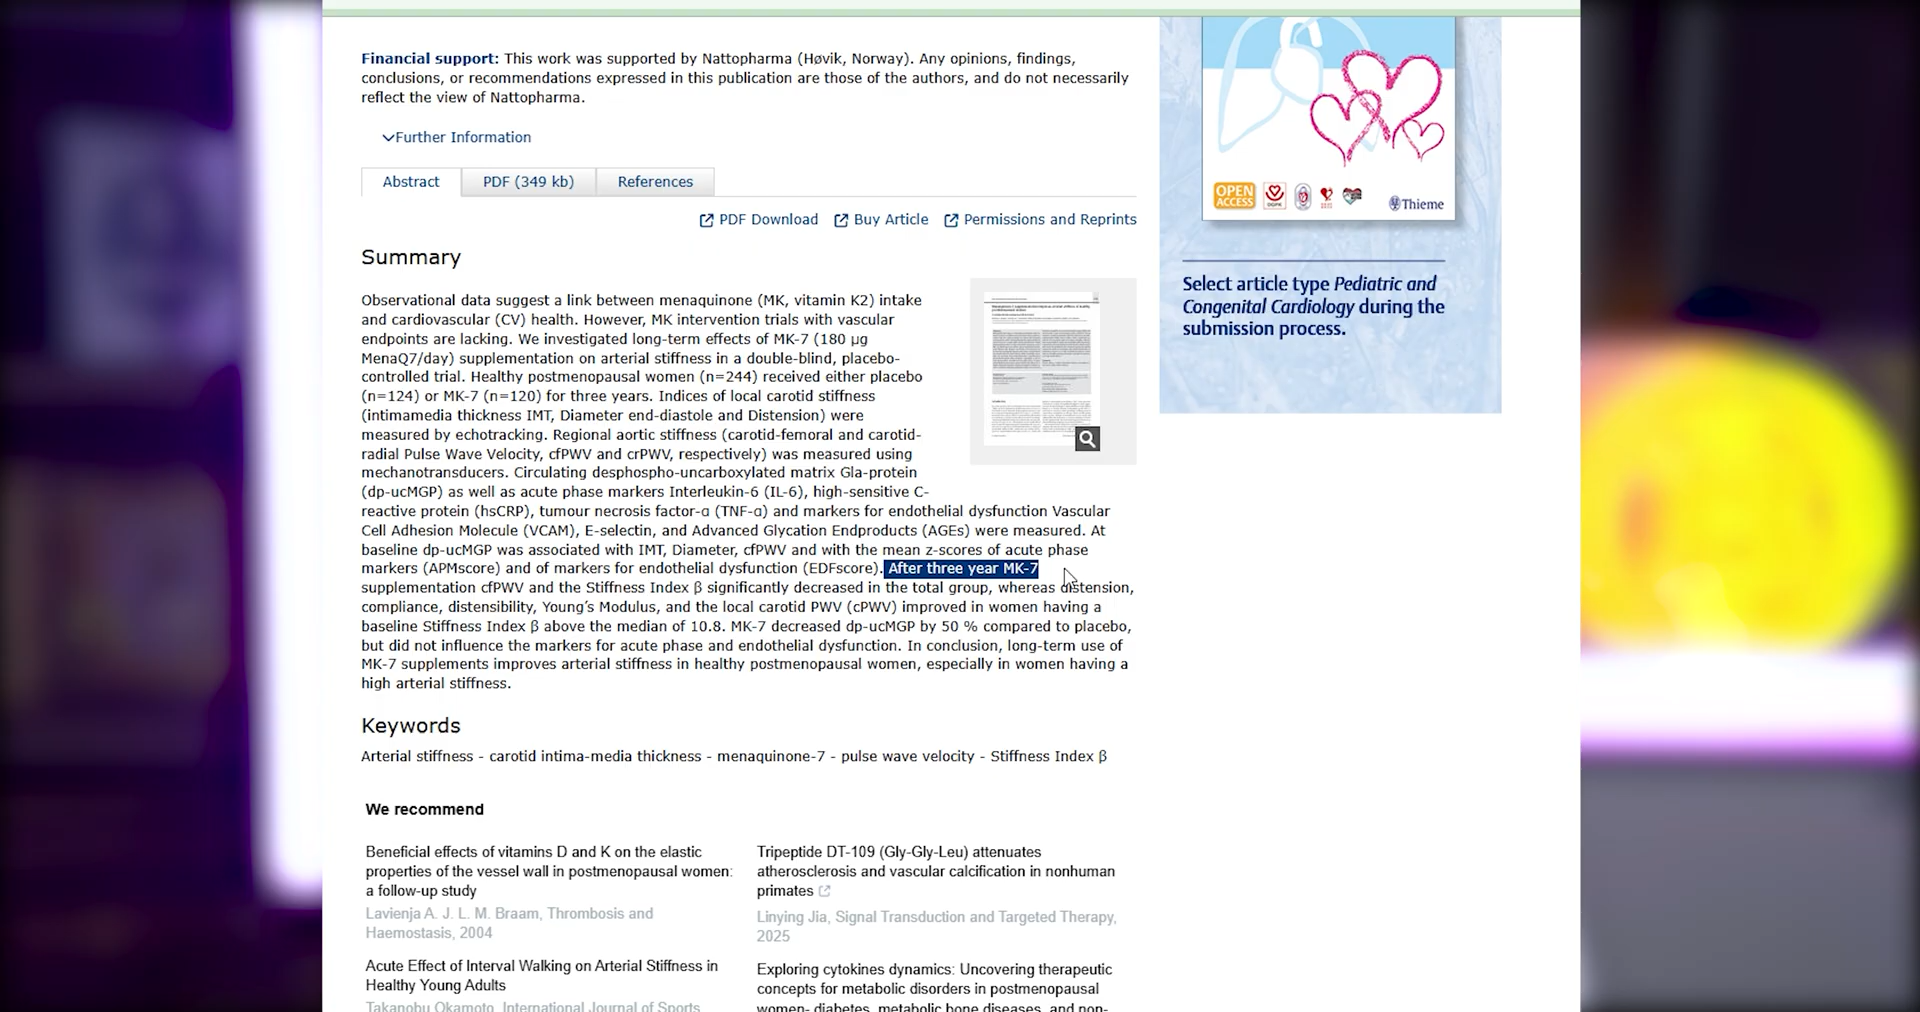 Financial support: This work was supported by Nattopharma (Høvik, Norway). Any opinions, findings,
conclusions, or recommendations expressed in this publication are those of the authors, and do not necessarily
reflect the view of Nattopharma.
Further Information
Abstract
PDF (349 kb)
References
PDF Download
Buy Article
Permissions and Reprints
Summary
Observational data suggest a link between menaquinone (MK, vitamin K2) intake
and cardiovascular (CV) health. However, MK intervention trials with vascular
endpoints are lacking. We investigated long-term effects of MK-7 (180 µg
MenaQ7/day) supplementation on arterial stiffness in a double-blind, placebo-
controlled trial. Healthy postmenopausal women (n=244) received either placebo
(n=124) or MK-7 (n=120) for three years. Indices of local carotid stiffness
(intimamedia thickness IMT, Diameter end-diastole and Distension) were
measured by echotracking. Regional aortic stiffness (carotid-femoral and carotid-
radial Pulse Wave Velocity, cfPWV and crPWV, respectively) was measured using
mechanotransducers. Circulating desphospho-uncarboxylated matrix Gla-protein
(dp-ucMGP) as well as acute phase markers Interleukin-6 (IL-6), high-sensitive C-
reactive protein (hsCRP), tumour necrosis factor-α (TNF-α) and markers for endothelial dysfunction Vascular
Cell Adhesion Molecule (VCAM), E-selectin, and Advanced Glycation Endproducts (AGEs) were measured. At
baseline dp-ucMGP was associated with IMT, Diameter, cfPWV and with the mean z-scores of acute phase
markers (APMscore) and of markers for endothelial dysfunction (EDFscore). After three year MK-7
supplementation cfPWV and the Stiffness Index β significantly decreased in the total group, whereas distension,
compliance, distensibility, Young's Modulus, and the local carotid PWV (cPWV) improved in women having a
baseline Stiffness Index β above the median of 10.8. MK-7 decreased dp-ucMGP by 50 % compared to placebo,
but did not influence the markers for acute phase and endothelial dysfunction. In conclusion, long-term use of
MK-7 supplements improves arterial stiffness in healthy postmenopausal women, especially in women having a
high arterial stiffness.
Keywords
Arterial stiffness - carotid intima-media thickness - menaquinone-7 - pulse wave velocity - Stiffness Index β
We recommend
Beneficial effects of vitamins D and K on the elastic
properties of the vessel wall in postmenopausal women:
a follow-up study
Lavienja A. J. L. M. Braam, Thrombosis and
Haemostasis, 2004
Acute Effect of Interval Walking on Arterial Stiffness in
Healthy Young Adults
Takanobu Okamoto, International Journal of Sports
Tripeptide DT-109 (Gly-Gly-Leu) attenuates
atherosclerosis and vascular calcification in nonhuman
primates
Linying Jia, Signal Transduction and Targeted Therapy,
2025
Exploring cytokines dynamics: Uncovering therapeutic
concepts for metabolic disorders in postmenopausal
women- diabetes, metabolic bone diseases, and non-
OPEN
ACCESS
DGPK
Thieme
Select article type Pediatric and
Congenital Cardiology during the
submission process.